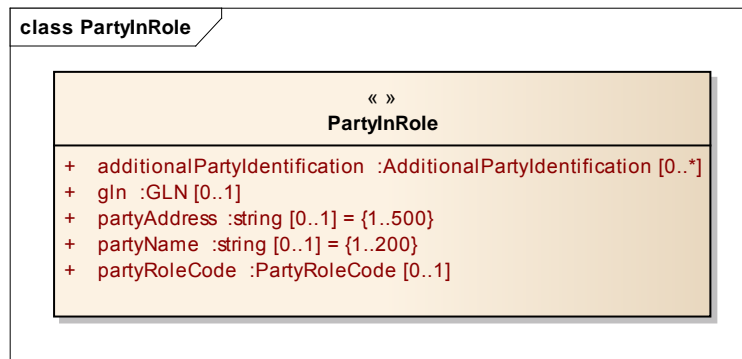 class PartyInRole
« »
PartyInRole
+ additionalPartyIdentification :AdditionalPartyIdentification [0..*]
+ gln :GLN [0..1]
+ partyAddress :string [0..1] = {1..500}
+ partyName :string [0..1] = {1..200}
+ partyRoleCode :PartyRoleCode [0..1]